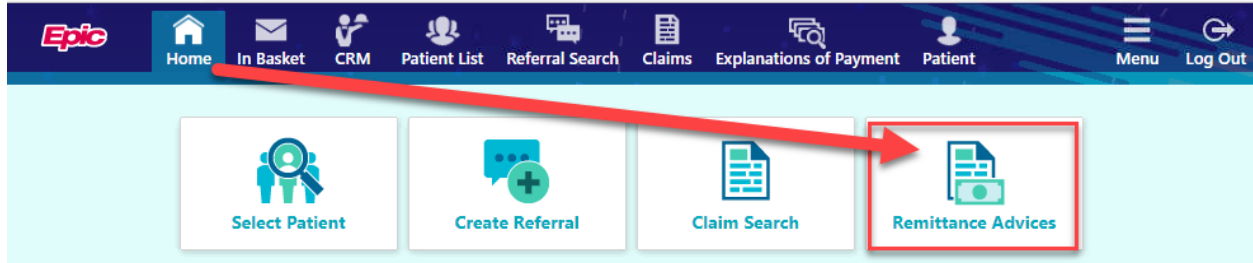 Epic
Home In Basket CRM Patient List Referral Search Claims Explanations of Payment Patient Menu Log Out
Select Patient Create Referral Claim Search Remittance Advices